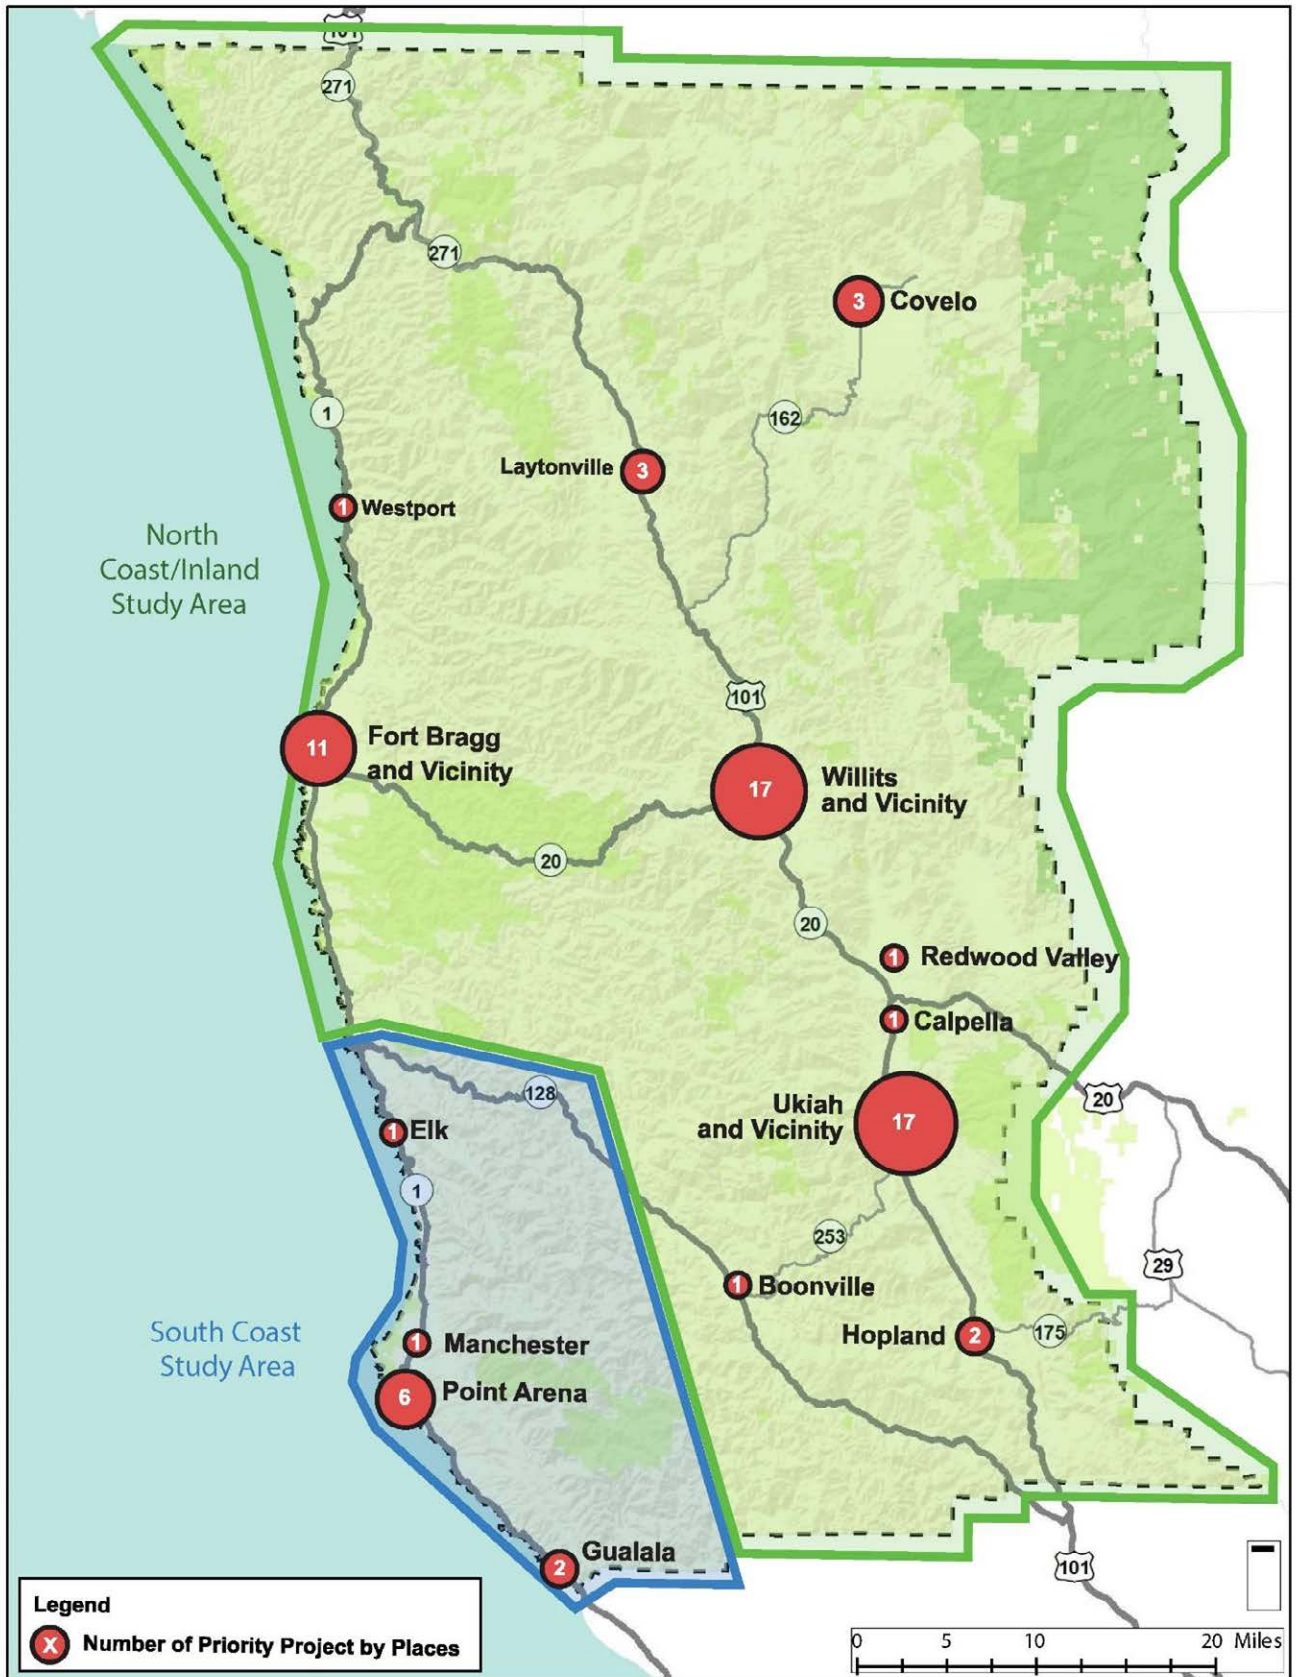 101
271
271
3 Covelo
1
162
Laytonville 3
1 Westport
North
Coast/Inland
Study Area
101
11
Fort Bragg
and Vicinity
17
Willits
and Vicinity
20
20
1 Redwood Valley
1 Calpella
128
20
Ukiah
and Vicinity
17
1 Elk
1
253
29
1 Boonville
South Coast
Study Area
Hopland 2
175
1 Manchester
6 Point Arena
2 Gualala
101
Legend
X Number of Priority Project by Places
0 5 10 20 Miles